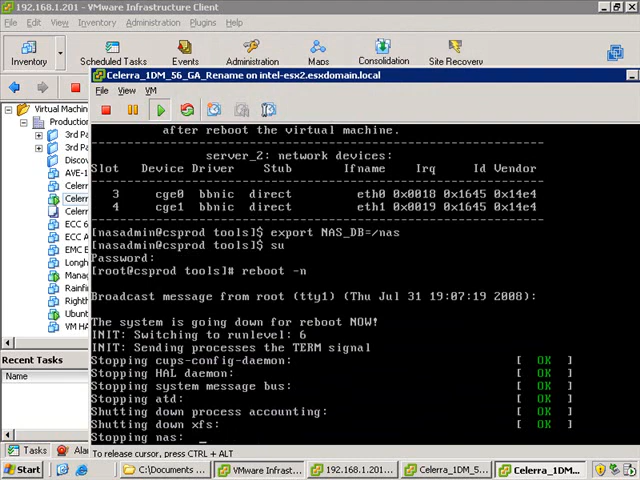 192.168.1.201 - VMware Infrastructure Client
File Edit View Inventory Administration Plugins Help
Inventory Scheduled Tasks Events Administration Maps Consolidation Site Recovery
Celerra_1DM_56_GA_Rename on intel-esx2.esxdomain.local
File View VM
Virtual Machin
Production
3rd Pa
3rd Pa
Discov
AVE-1
Celerr
Celerr
Celerr
ECC 6
ECC 6
EMC E
Legato
Manag
Rainfin
Righth
Ubunt
VM HA
Recent Tasks
Name
Tasks Alar
after reboot the virtual machine.
server_2: network devices:
Slot Device Driver Stub Ifname Irq Id Vendor
3 cge0 bbnic direct eth0 0x0018 0x1645 0x14e4
4 cge1 bbnic direct eth1 0x0019 0x1645 0x14e4
[nasadmin@csprod tools]$ export NAS_DB=/nas
[nasadmin@csprod tools]$ su
Password:
[root@csprod tools]# reboot -n
Broadcast message from root (tty1) (Thu Jul 31 19:07:19 2008):
The system is going down for reboot NOW!
INIT: Switching to runlevel: 6
INIT: Sending processes the TERM signal
Stopping cups-config-daemon: [ OK ]
Stopping HAL daemon: [ OK ]
Stopping system message bus: [ OK ]
Stopping atd: [ OK ]
Shutting down process accounting: [ OK ]
Shutting down xfs: [ OK ]
Stopping nas: _
To release cursor, press CTRL + ALT
Start C:\Documents ... VMware Infrast... 192.168.1.201... Celerra_1DM_5... Celerra_1DM...